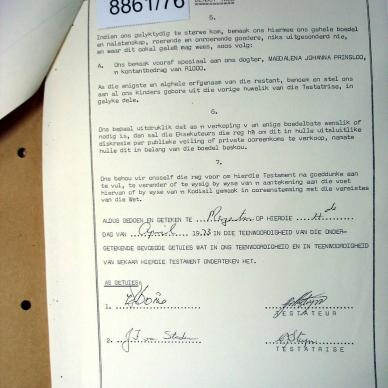 8861/76
5.
Indien ons gelyktydig te sterwe kom, bemaak ons hiermee ons gehele boedel
en nalatenskap, roerende en onroerende goedere, niks uitgesonderd nie,
en waar dit ookal geleë mag wees, soos volg:
A. Ons bemaak vooraf spesiaal aan ons dogter, MAGDALENA JOHANNA PRINSLOO,
'n kontantbedrag van R1000.
As die enigste en algehele erfgenaam van die restant, benoem en stel ons
aan al ons kinders gebore uit die vorige huwelik van die Testatrise, in
gelyke dele.
6.
Ons bepaal uitdruklik dat as 'n verkoping van enige boedelbate wenslik of
nodig is, dan sal die Eksekuteurs die reg hê om dit in hulle uitsluitlike
diskresie per publieke veiling of private ooreenkoms te verkoop, namate
hulle dit in belang van die boedel beskou.
7.
Ons behou vir onsself die reg voor om hierdie Testament na goeddunke aan
te vul, te verander of te wysig by wyse van 'n aantekening aan die voet
hiervan of by wyse van 'n Kodisil gemaak in ooreenstemming met die vereistes
van die Wet.
ALDUS GEDOEN EN GETEKEN TE OP HIERDIE
DAG VAN April 19 IN DIE TEENWOORDIGHEID VAN DIE ONDER-
GETEKENDE BEVOEGDE GETUIES WAT IN ONS TEENWOORDIGHEID EN IN TEENWOORDIGHEID
VAN MEKAAR HIERDIE TESTAMENT ONDERTEKEN HET.
AS GETUIES:
1.
TESTATEUR
2.
TESTATRISE